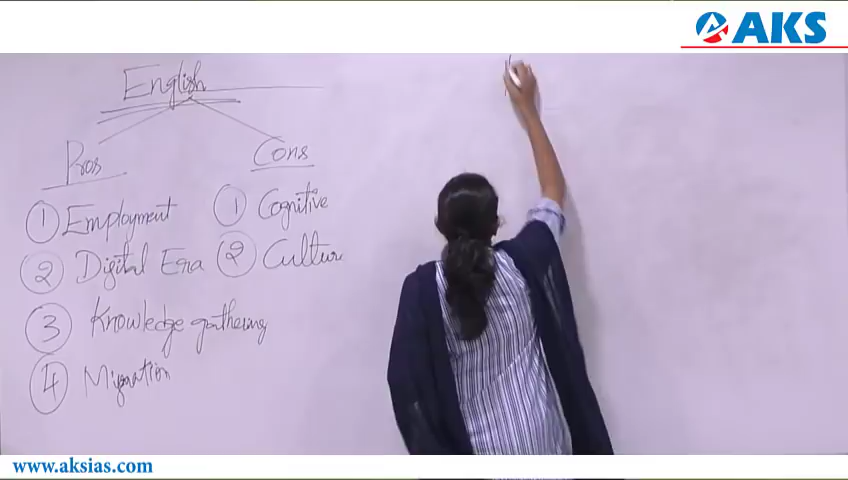 AKS
English
Pros
Cons
1 Employment
1 Cognitive
2 Digital Era
2 Culture
3 Knowledge gathering
4 Migration
www.aksias.com